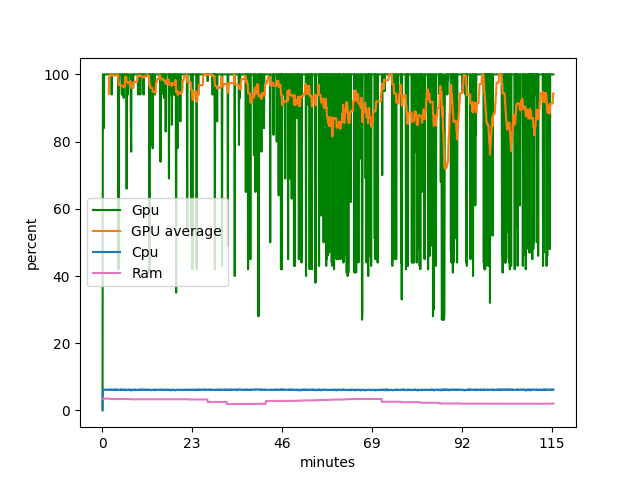 100
80
60
40
20
0
percent
Gpu
GPU average
Cpu
Ram
0 23 46 69 92 115
minutes